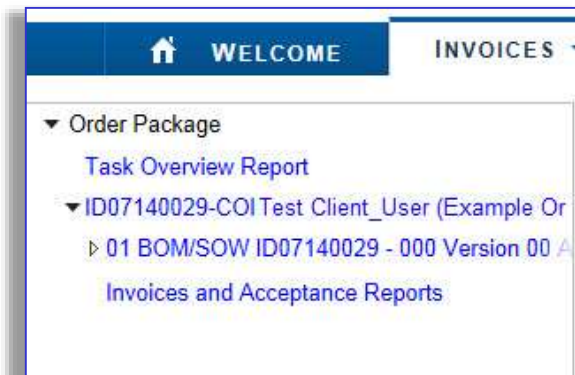 WELCOME INVOICES
Order Package
Task Overview Report
ID07140029-COI Test Client_User (Example Or
01 BOM/SOW ID07140029 - 000 Version 00 A
Invoices and Acceptance Reports